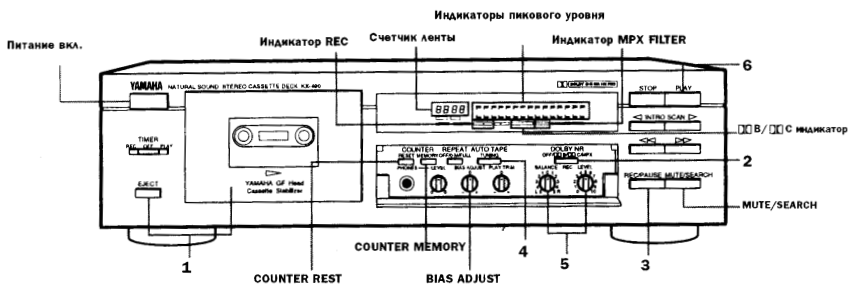 Индикаторы пикового уровня
Питание вкл.
Индикатор REC
Счетчик ленты
Индикатор MPX FILTER
6
YAMAHA NATURAL SOUND STEREO CASSETTE DECK
STOP PLAY
8888
INTRO SCAN
B/ C индикатор
TIMER
REC OFF PLAY
COUNTER REPEAT AUTO TAPE DOLBY NR
RESET MEMORY TUNING
2
PHONES LEVEL BIAS ADJUST PLAY TRIM BALANCE REC LEVEL
YAMAHA GF Head
Cassette Stabilizer
EJECT
REC/PAUSE MUTE/SEARCH
MUTE/SEARCH
1
COUNTER MEMORY
4
5
3
COUNTER REST
BIAS ADJUST